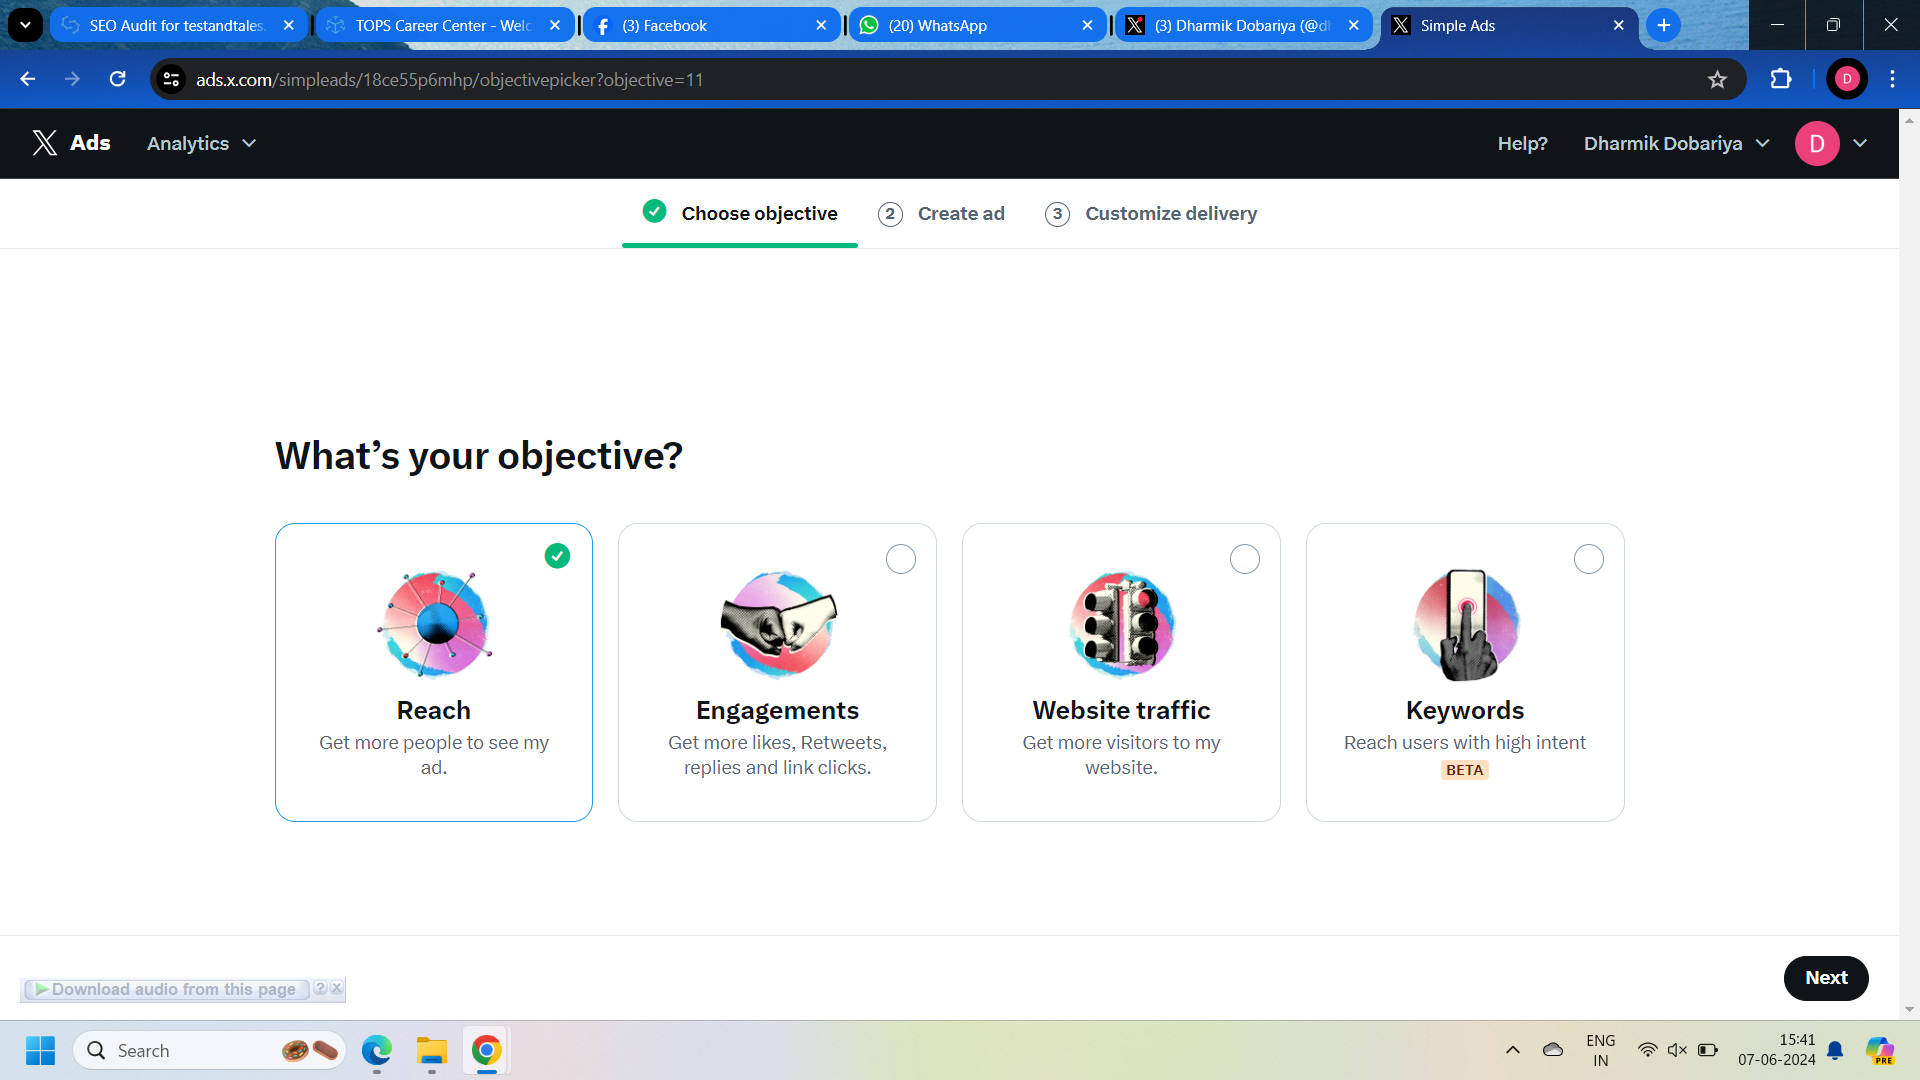 SEO Audit for testandtales.
TOPS Career Center - Welc
(3) Facebook
(20) WhatsApp
(3) Dharmik Dobariya (@dh
Simple Ads
ads.x.com/simpleads/18ce55p6mhp/objectivepicker?objective=11
D
X Ads
Analytics
Help?
Dharmik Dobariya
D
Choose objective
2 Create ad
3 Customize delivery
What’s your objective?
Reach
Get more people to see my
ad.
Engagements
Get more likes, Retweets,
replies and link clicks.
Website traffic
Get more visitors to my
website.
Keywords
Reach users with high intent
BETA
Download audio from this page ? X
Next
Search
ENG
IN
15:41
07-06-2024
PRE